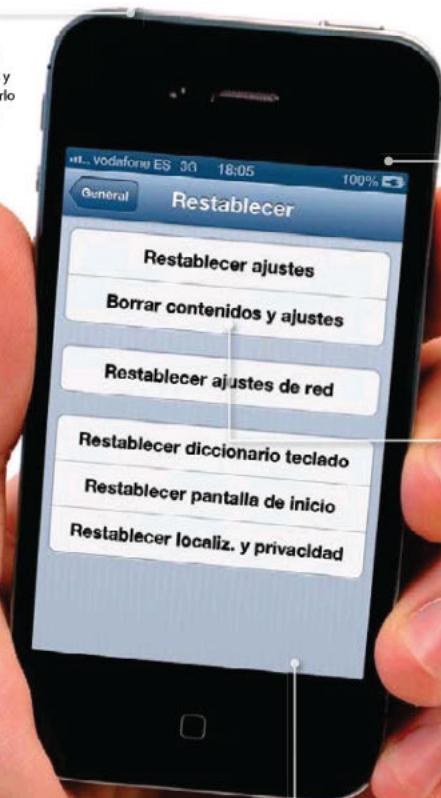 y
rlo
vodafone ES 3G 18:05 100%
General Restablecer
Restablecer ajustes
Borrar contenidos y ajustes
Restablecer ajustes de red
Restablecer diccionario teclado
Restablecer pantalla de inicio
Restablecer localiz. y privacidad